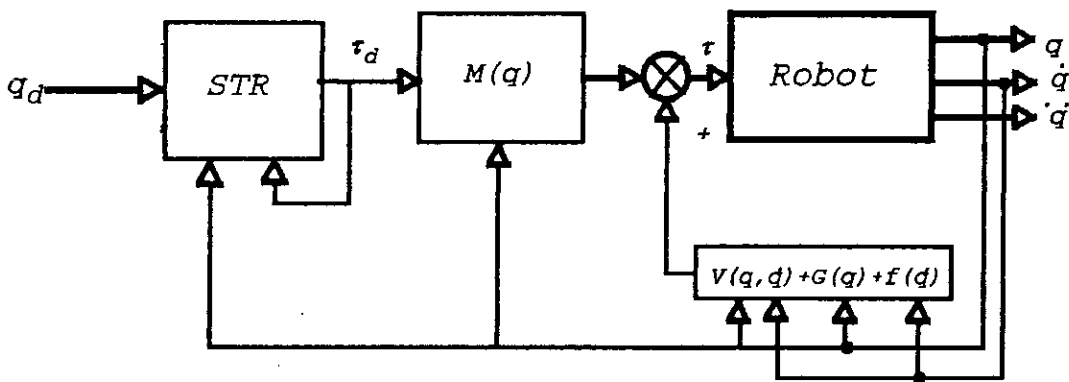 q_d
STR
τ_d
M(q)
τ
+
Robot
q
q̇
q̈
V(q,q̇)+G(q)+f(q̇)